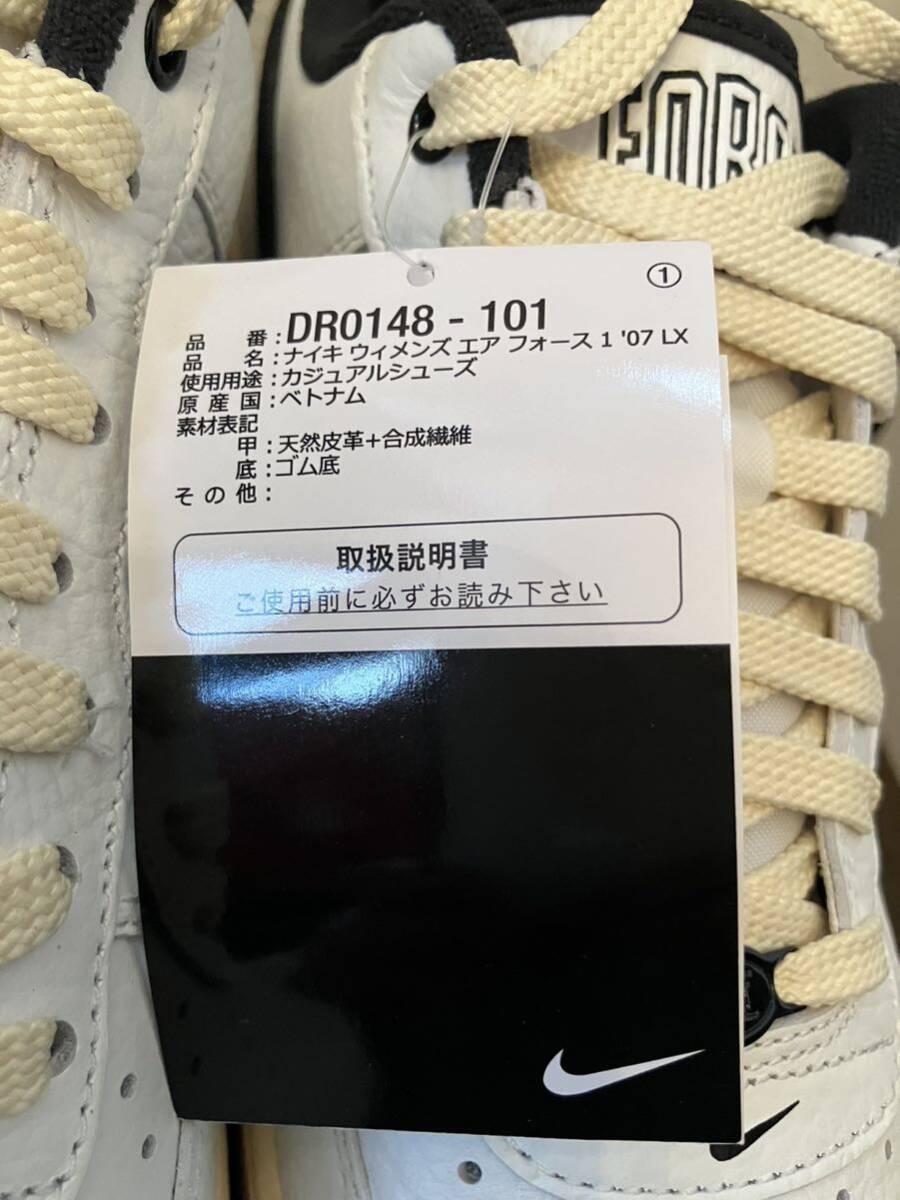 FORC
①
品番:DR0148 - 101
品名:ナイキ ウィメンズ エア フォース 1 '07 LX
使用用途:カジュアルシューズ
原産国:ベトナム
素材表記
甲:天然皮革+合成繊維
底:ゴム底
その他:
取扱説明書
ご使用前に必ずお読み下さい